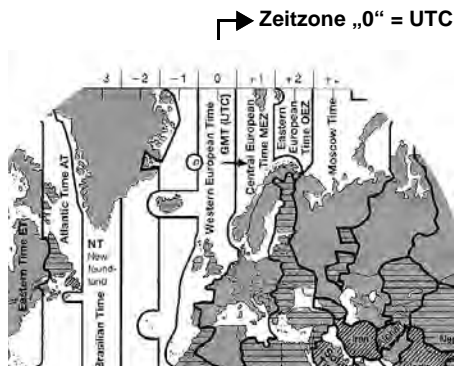 Zeitzone „0“ = UTC
-3 -2 -1 0 +1 +2
Eastern Time ET
Atlantic Time AT
NT
New
found-
land
Brasilian Time
Western European Time
GMT (UTC)
Central European
Time MEZ
Eastern
European-
Time OEZ
Moscow Time
Iran